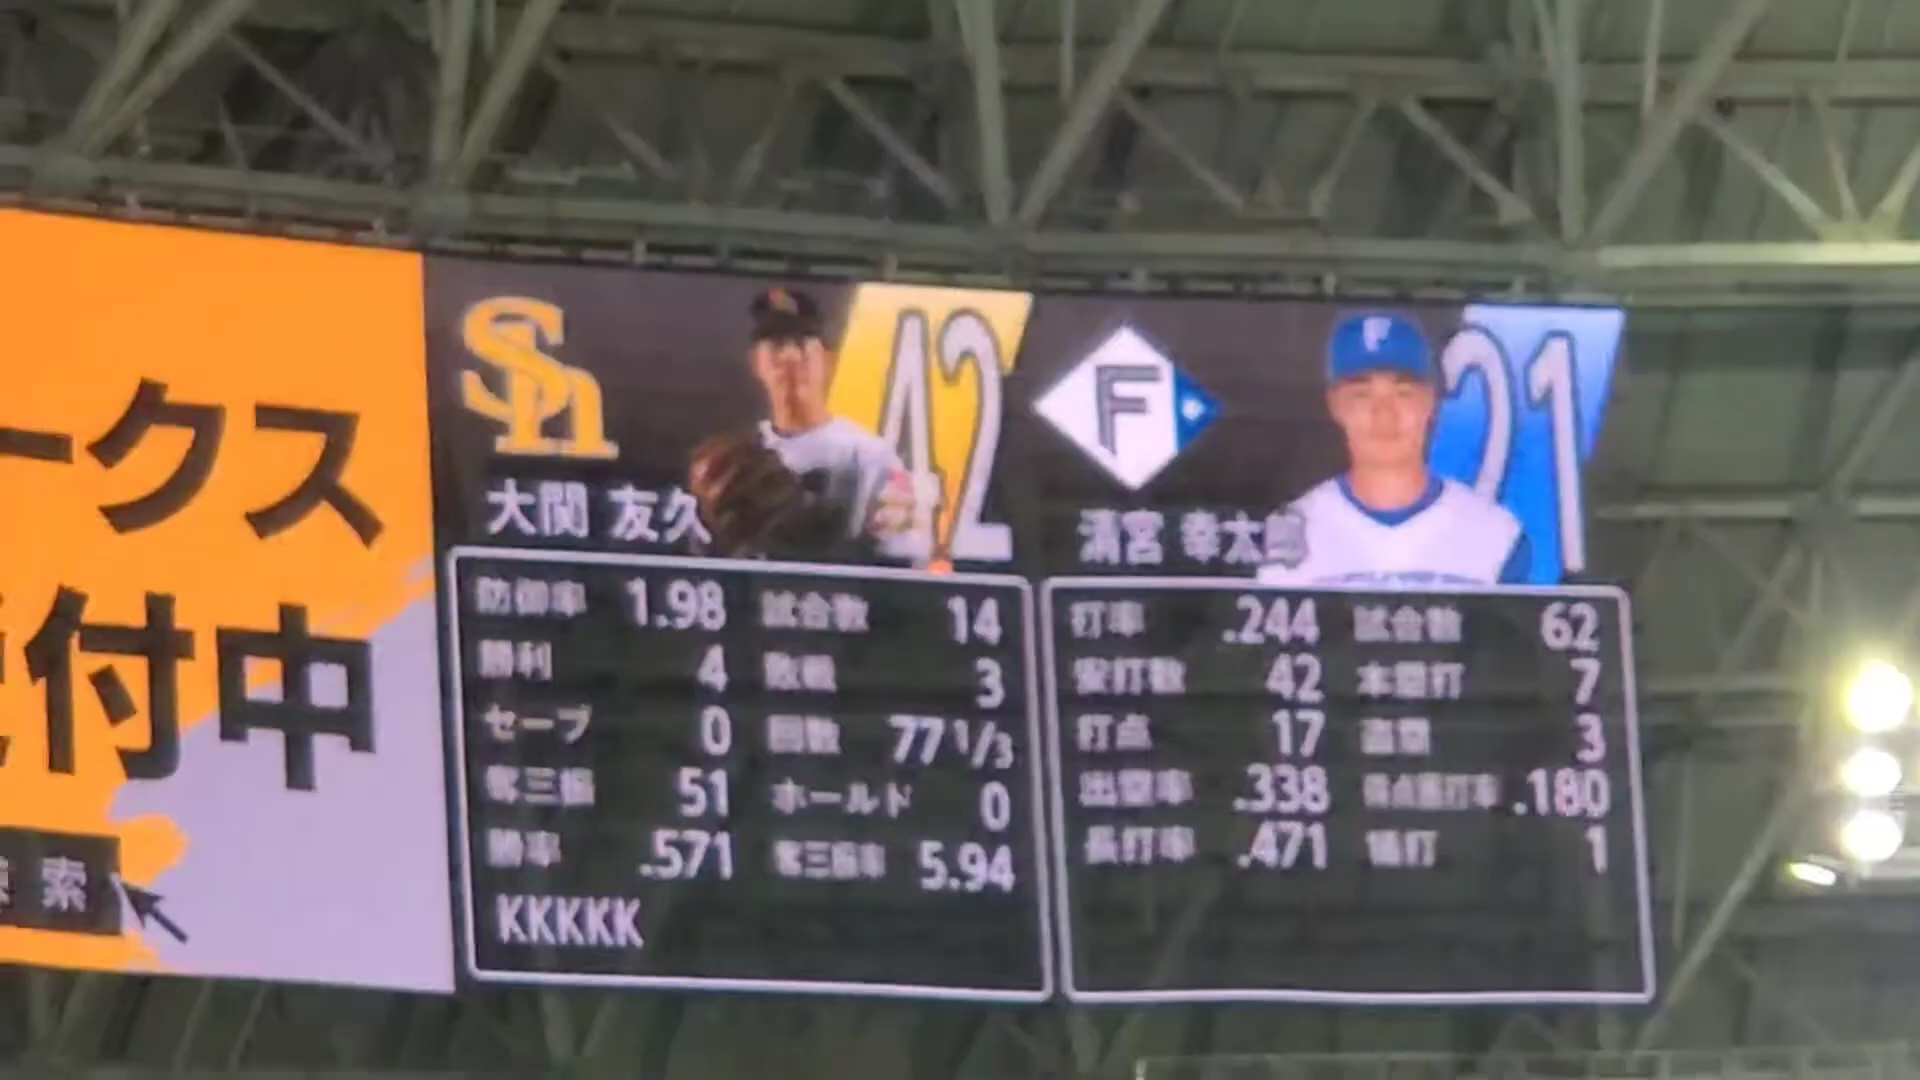 ークス
付中
索
Sh
42
大関 友久
防御率 1.98 試合数 14
勝利 4 敗戦 3
セーブ 0 回数 77 1/3
奪三振 51 ホールド 0
勝率 .571 奪三振率 5.94
KKKKK
F
F
21
清宮 幸太郎
打率 .244 試合数 62
安打数 42 本塁打 7
打点 17 盗塁 3
出塁率 .338 得点圏打率 .180
長打率 .471 犠打 1